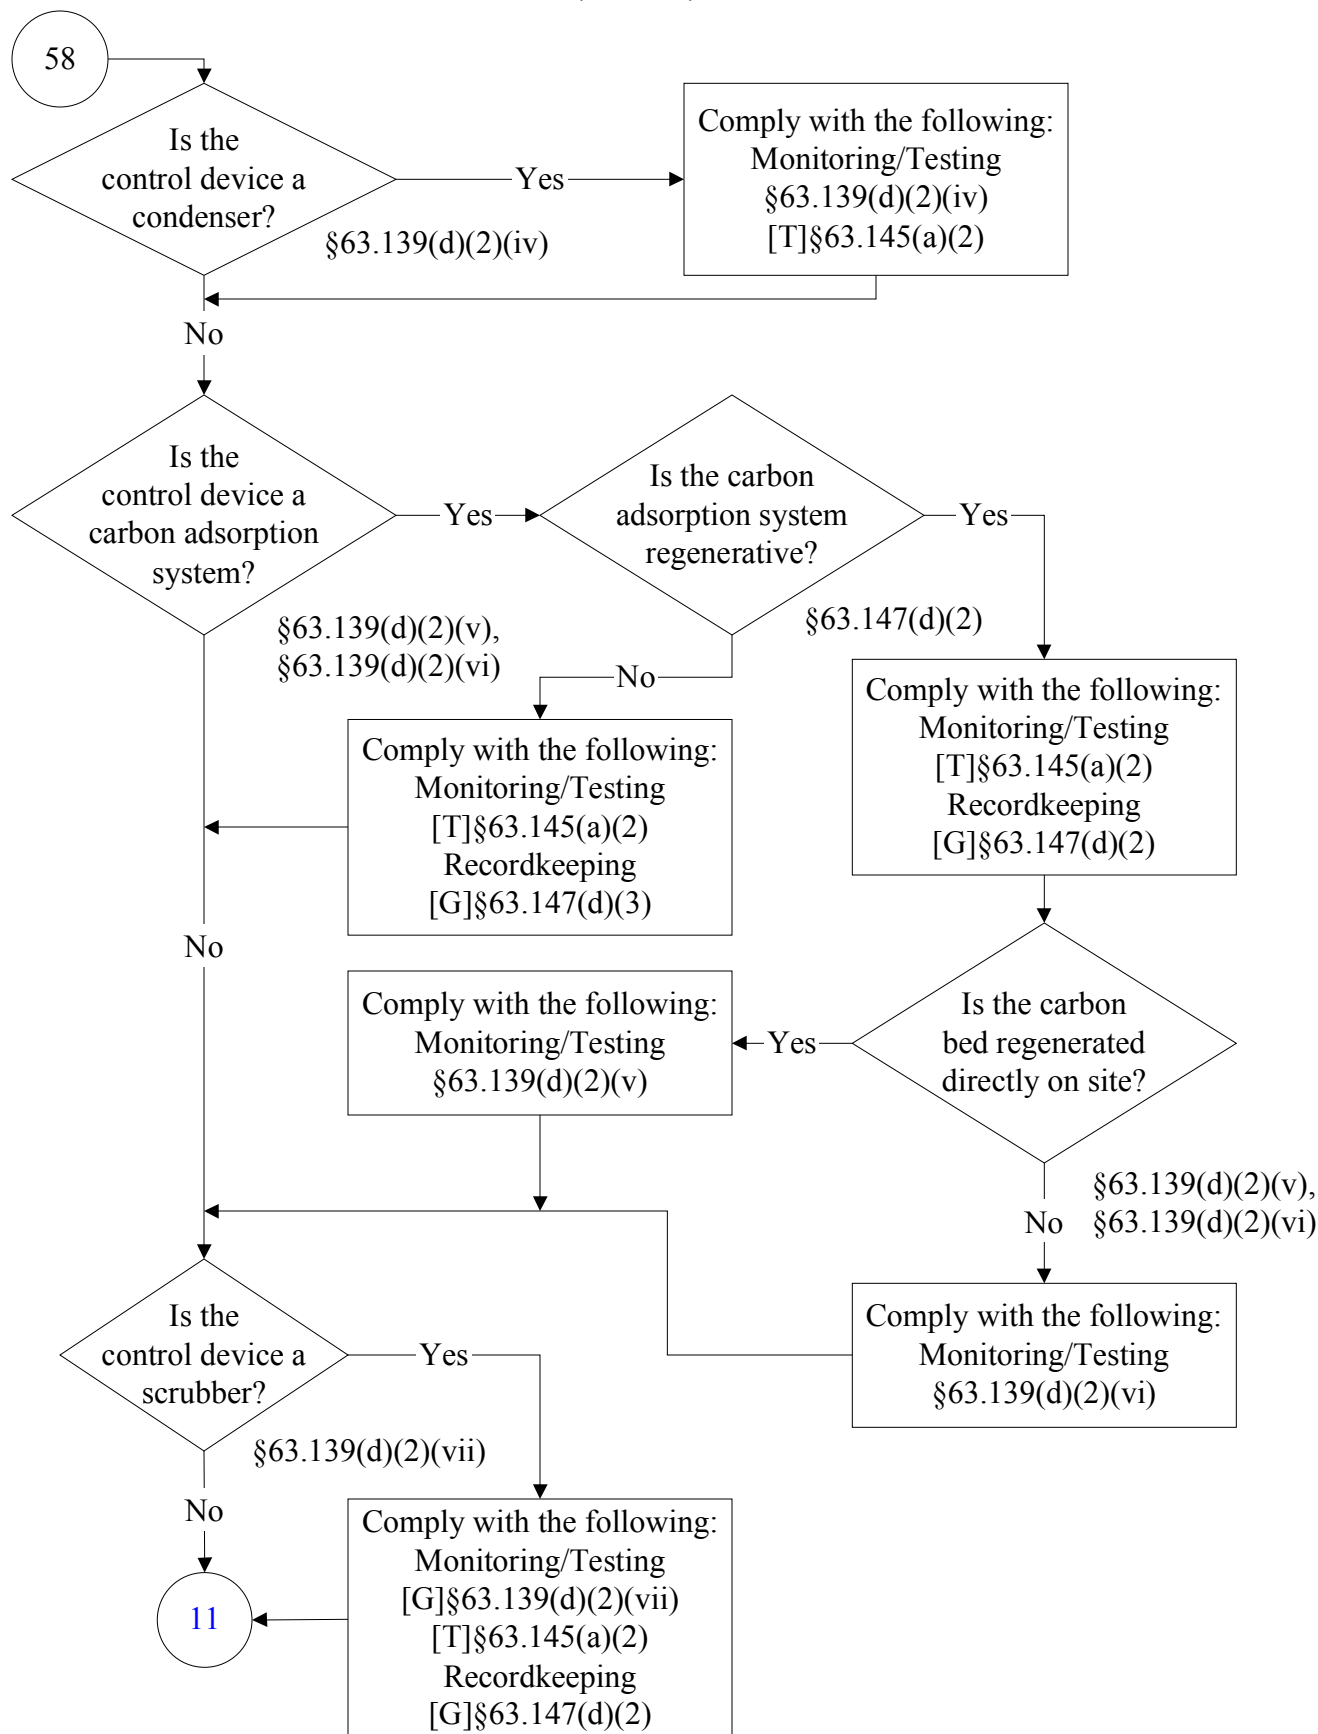 58
Is the
control device a
condenser?
Yes
§63.139(d)(2)(iv)
Comply with the following:
Monitoring/Testing
§63.139(d)(2)(iv)
[T]§63.145(a)(2)
No
Is the
control device a
carbon adsorption
system?
Yes
§63.139(d)(2)(v),
§63.139(d)(2)(vi)
Is the carbon
adsorption system
regenerative?
Yes
§63.147(d)(2)
No
Comply with the following:
Monitoring/Testing
[T]§63.145(a)(2)
Recordkeeping
[G]§63.147(d)(3)
Comply with the following:
Monitoring/Testing
[T]§63.145(a)(2)
Recordkeeping
[G]§63.147(d)(2)
No
Comply with the following:
Monitoring/Testing
§63.139(d)(2)(v)
Yes
Is the carbon
bed regenerated
directly on site?
§63.139(d)(2)(v),
§63.139(d)(2)(vi)
No
Comply with the following:
Monitoring/Testing
§63.139(d)(2)(vi)
Is the
control device a
scrubber?
Yes
§63.139(d)(2)(vii)
No
Comply with the following:
Monitoring/Testing
[G]§63.139(d)(2)(vii)
[T]§63.145(a)(2)
Recordkeeping
[G]§63.147(d)(2)
11